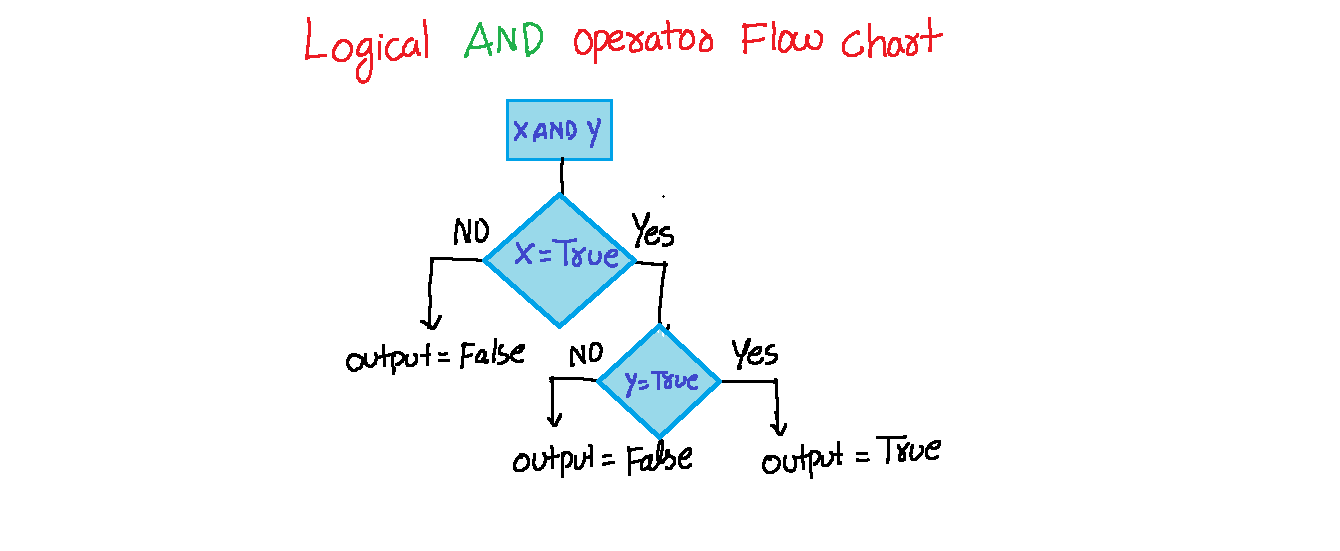 Logical AND operator Flow chart
X AND Y
NO
Yes
X = True
output = False
NO
Yes
Y = True
output = False
output = True